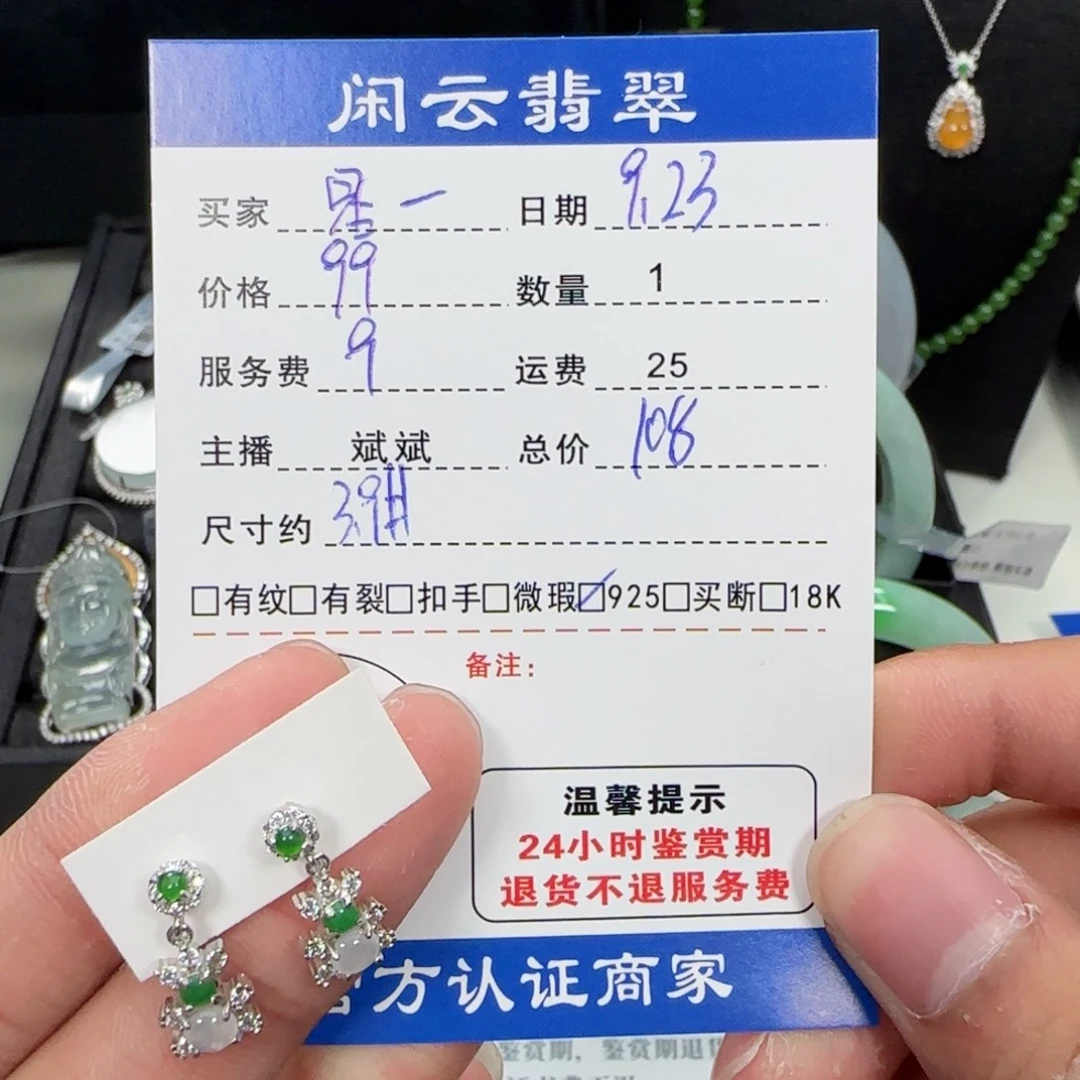 闲云翡翠
买家 星一 日期 9.23
价格 99 数量 1
服务费 9 运费 25
主播 斌斌 总价 108
尺寸约 3.9
□有纹□有裂□扣手□微瑕☑925□买断□18K
备注:
温馨提示
24小时鉴赏期
退货不退服务费
官方认证商家